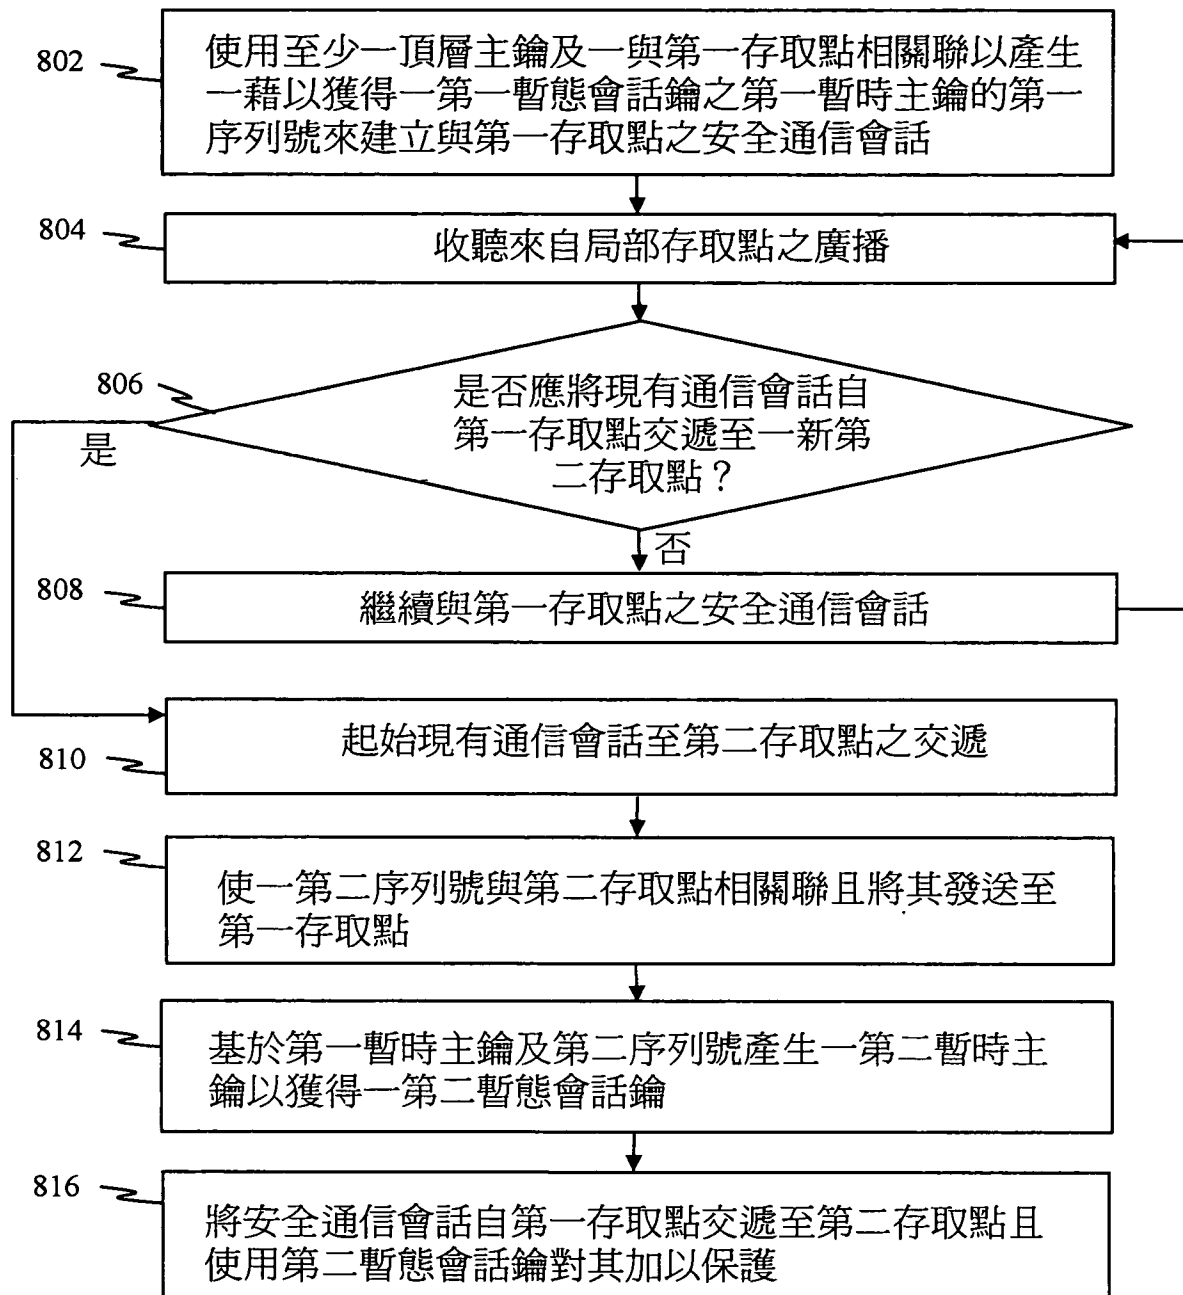 802
使用至少一頂層主鑰及一與第一存取點相關聯以產生
一藉以獲得一第一暫態會話鑰之第一暫時主鑰的第一
序列號來建立與第一存取點之安全通信會話
804
收聽來自局部存取點之廣播
806
是否應將現有通信會話自
第一存取點交遞至一新第
二存取點？
是
否
808
繼續與第一存取點之安全通信會話
810
起始現有通信會話至第二存取點之交遞
812
使一第二序列號與第二存取點相關聯且將其發送至
第一存取點
814
基於第一暫時主鑰及第二序列號產生一第二暫時主
鑰以獲得一第二暫態會話鑰
816
將安全通信會話自第一存取點交遞至第二存取點且
使用第二暫態會話鑰對其加以保護